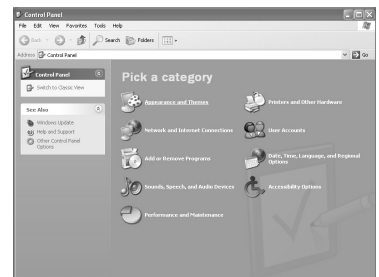 Control Panel
File Edit View Favorites Tools Help
Back Search Folders
Address Control Panel Go
Control Panel
Switch to Classic View
See Also
Windows Update
Help and Support
Other Control Panel
Options
Pick a category
Appearance and Themes
Printers and Other Hardware
Network and Internet Connections
User Accounts
Add or Remove Programs
Date, Time, Language, and Regional
Options
Sounds, Speech, and Audio Devices
Accessibility Options
Performance and Maintenance